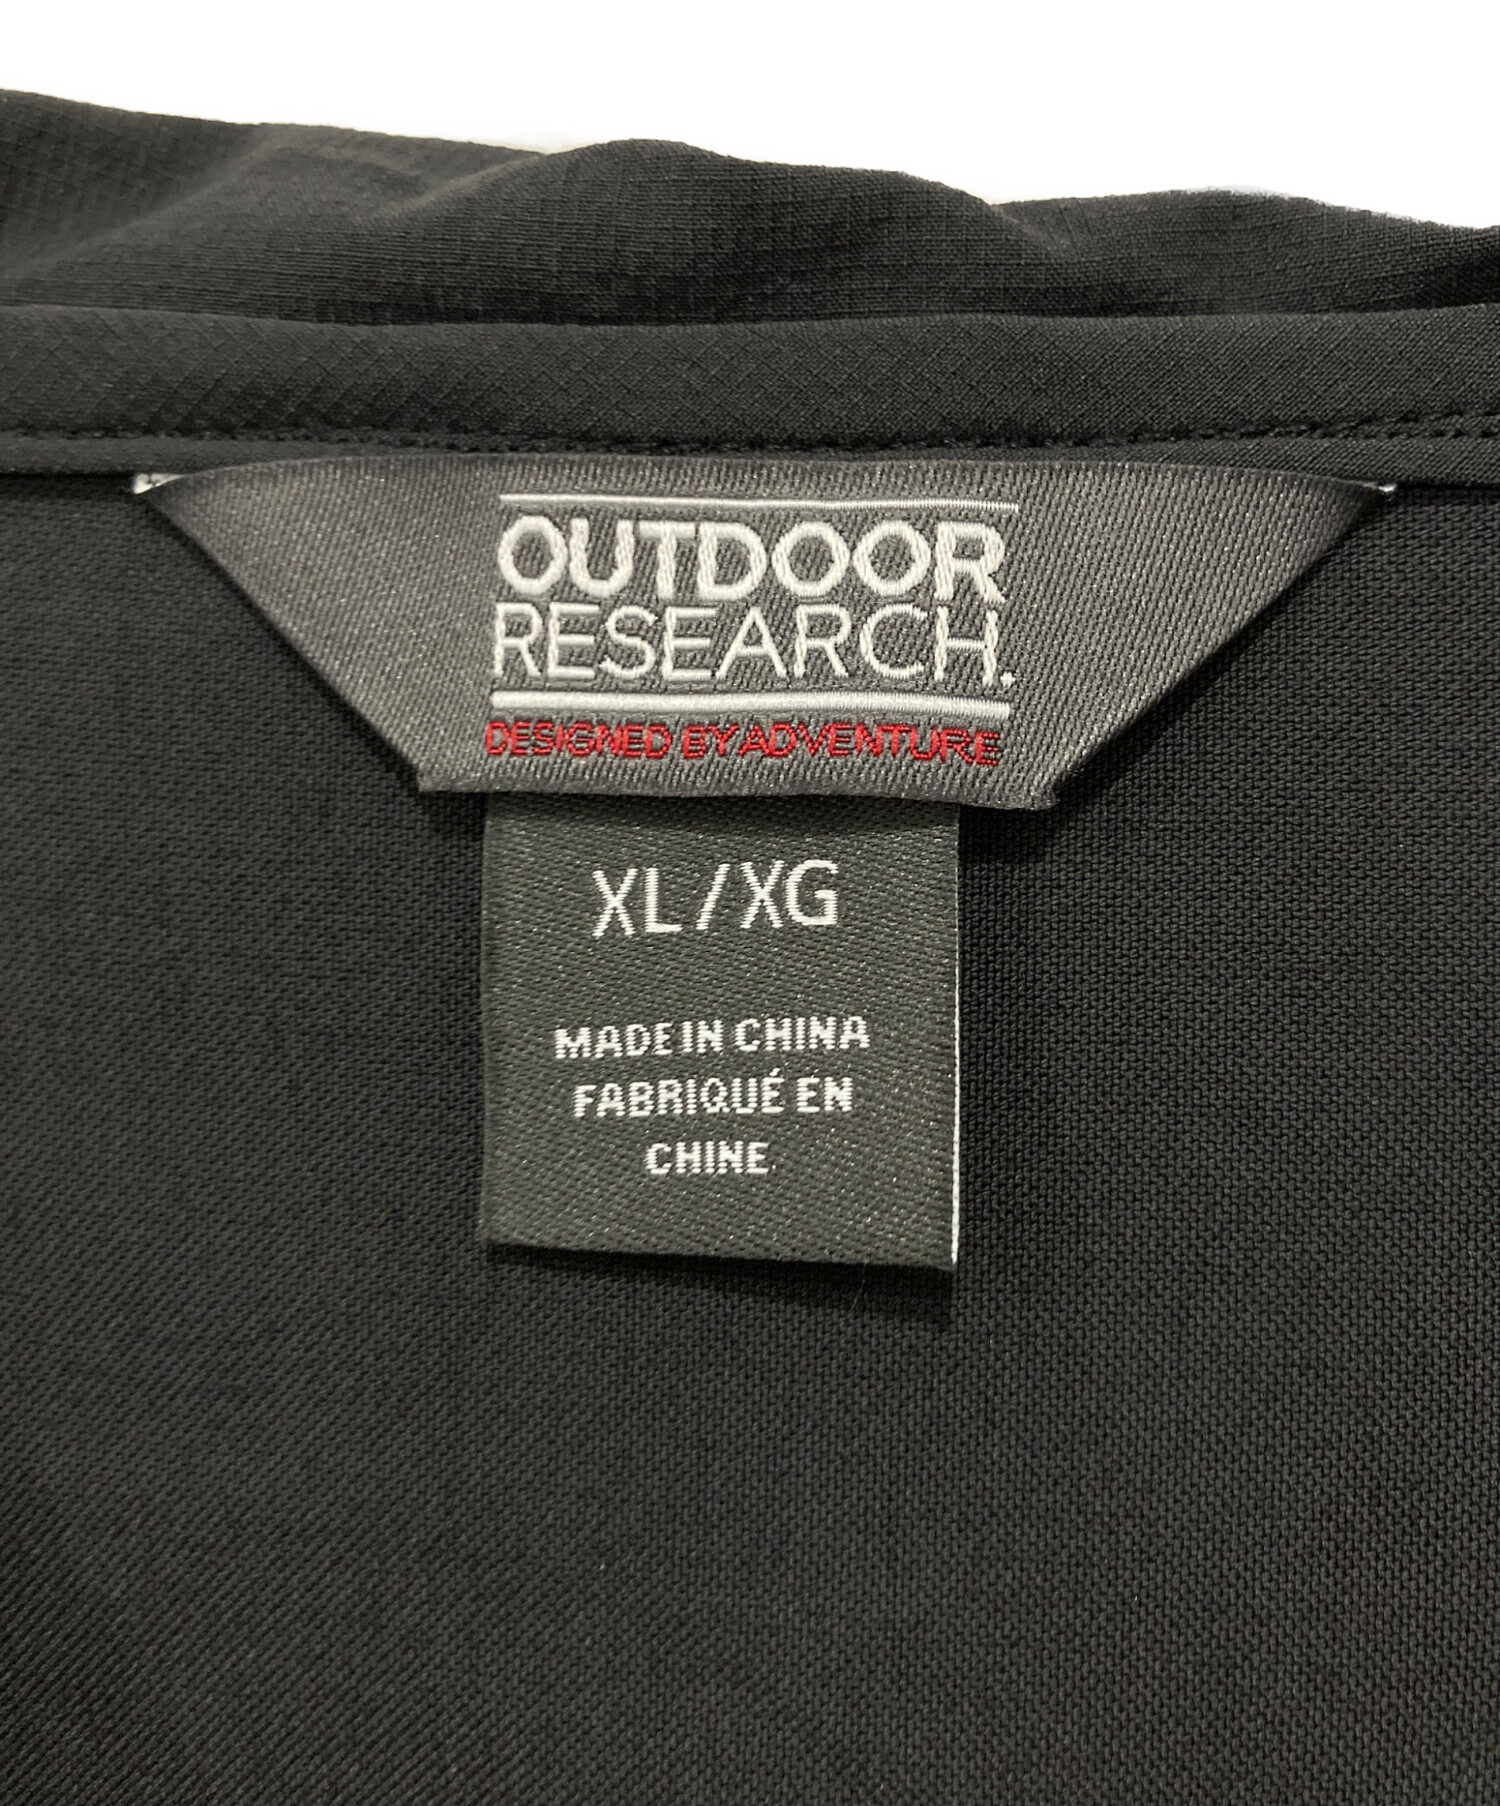 OUTDOOR
RESEARCH.
DESIGNED BY ADVENTURE
XL/XG
MADE IN CHINA
FABRIQUÉ EN
CHINE